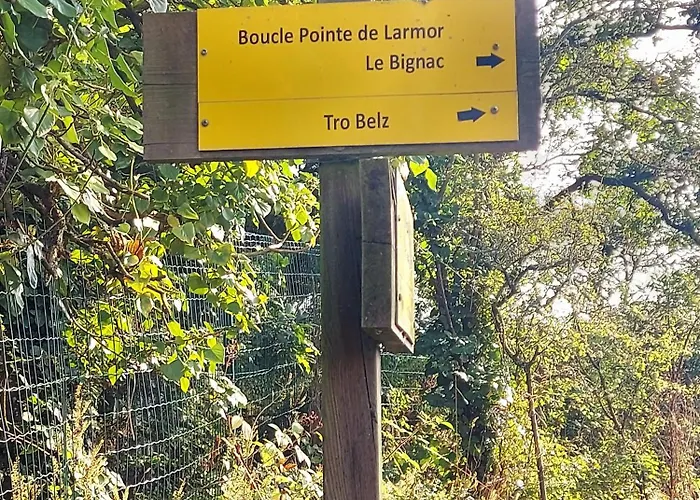 Boucle Pointe de Larmor
Le Bignac
Tro Belz